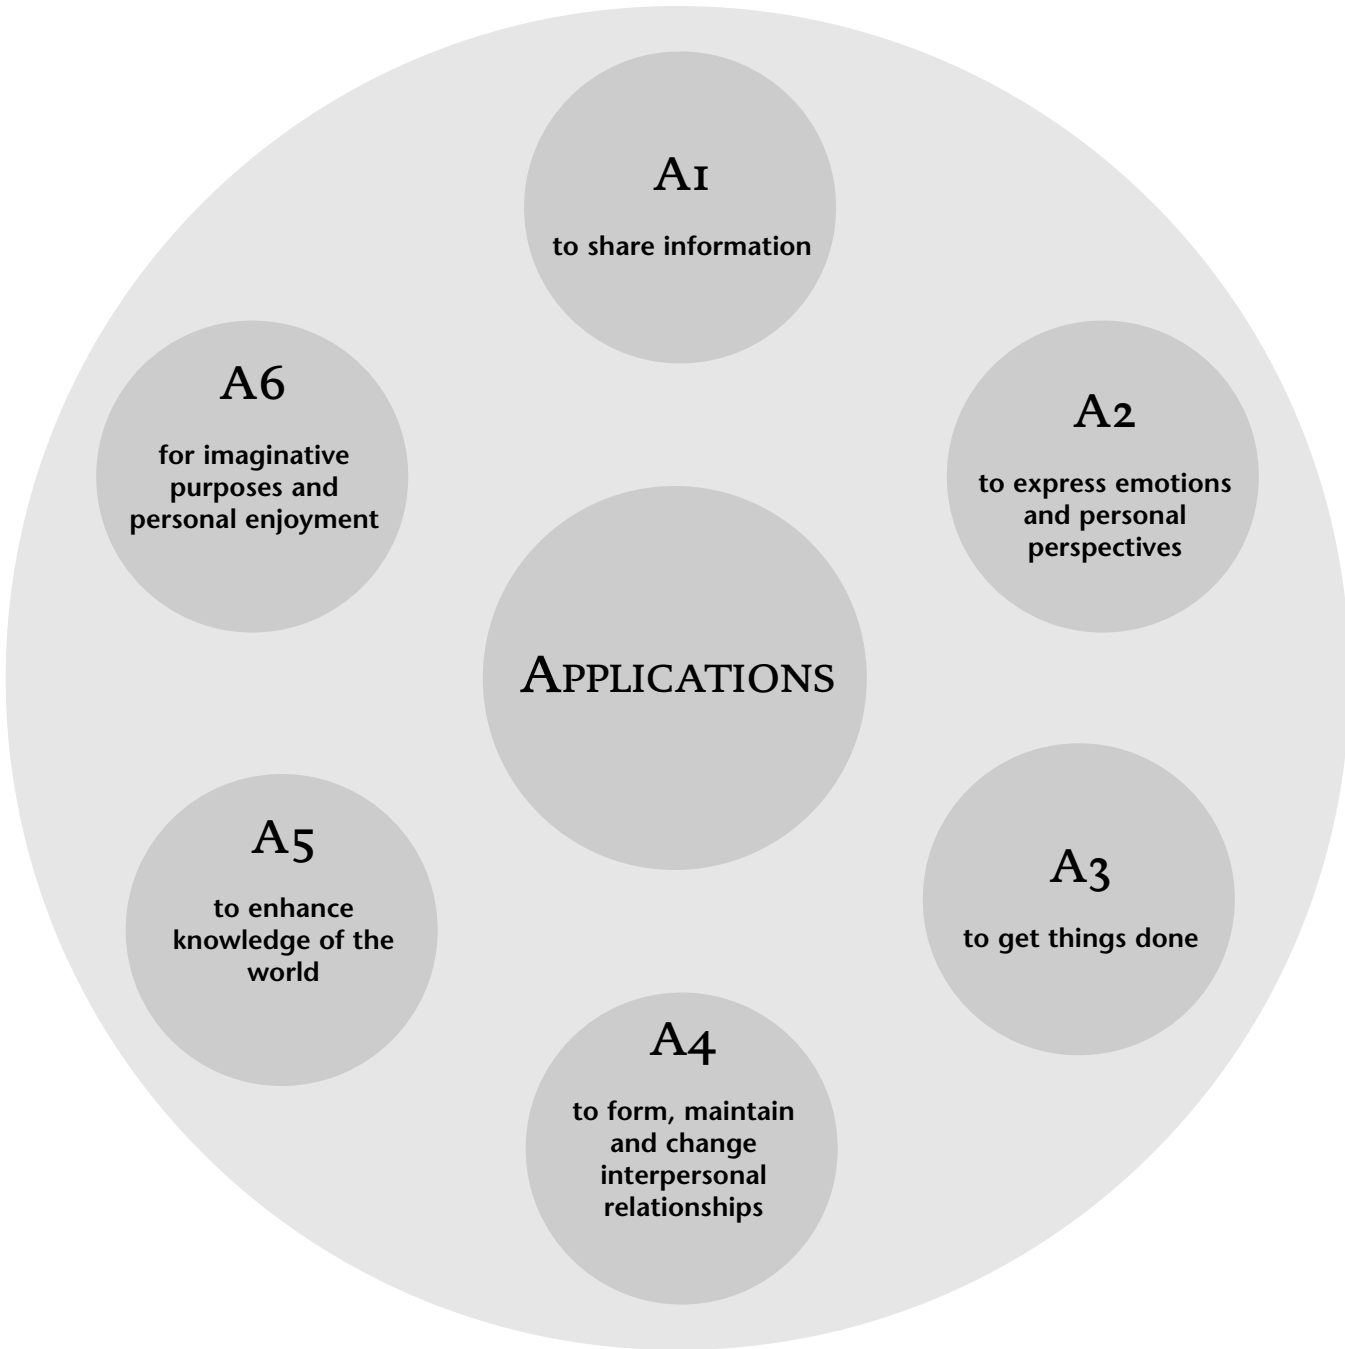 A1
to share information
A2
to express emotions
and personal
perspectives
A3
to get things done
A4
to form, maintain
and change
interpersonal
relationships
A5
to enhance
knowledge of the
world
A6
for imaginative
purposes and
personal enjoyment
APPLICATIONS